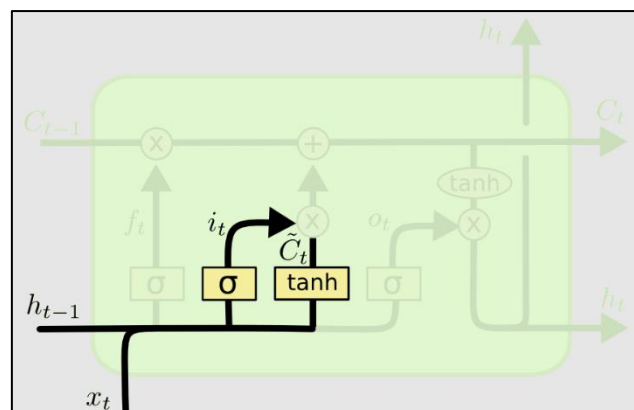 h_t
C_{t-1} × + C_t
tanh
f_t i_t × o_t ×
C̃_t
σ σ tanh σ
h_{t-1} h_t
x_t